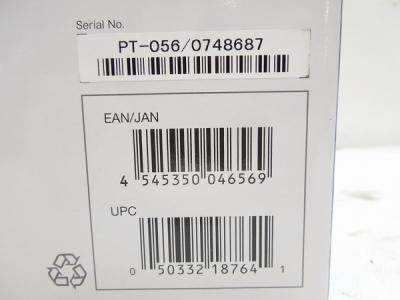 Serial No.
PT-056/0748687
EAN/JAN
4 545350 046569
UPC
0 50332 18764 1